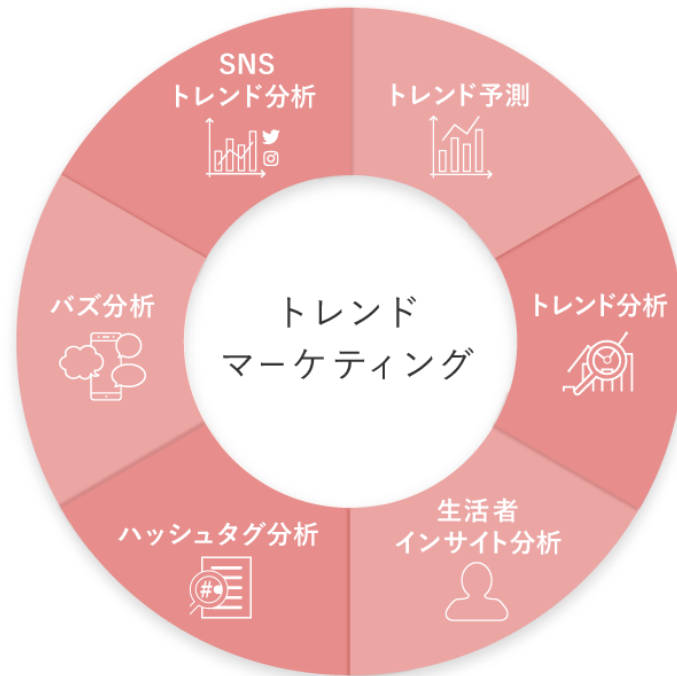 SNS
トレンド分析
トレンド予測
バズ分析
トレンド
マーケティング
トレンド分析
ハッシュタグ分析
#
生活者
インサイト分析